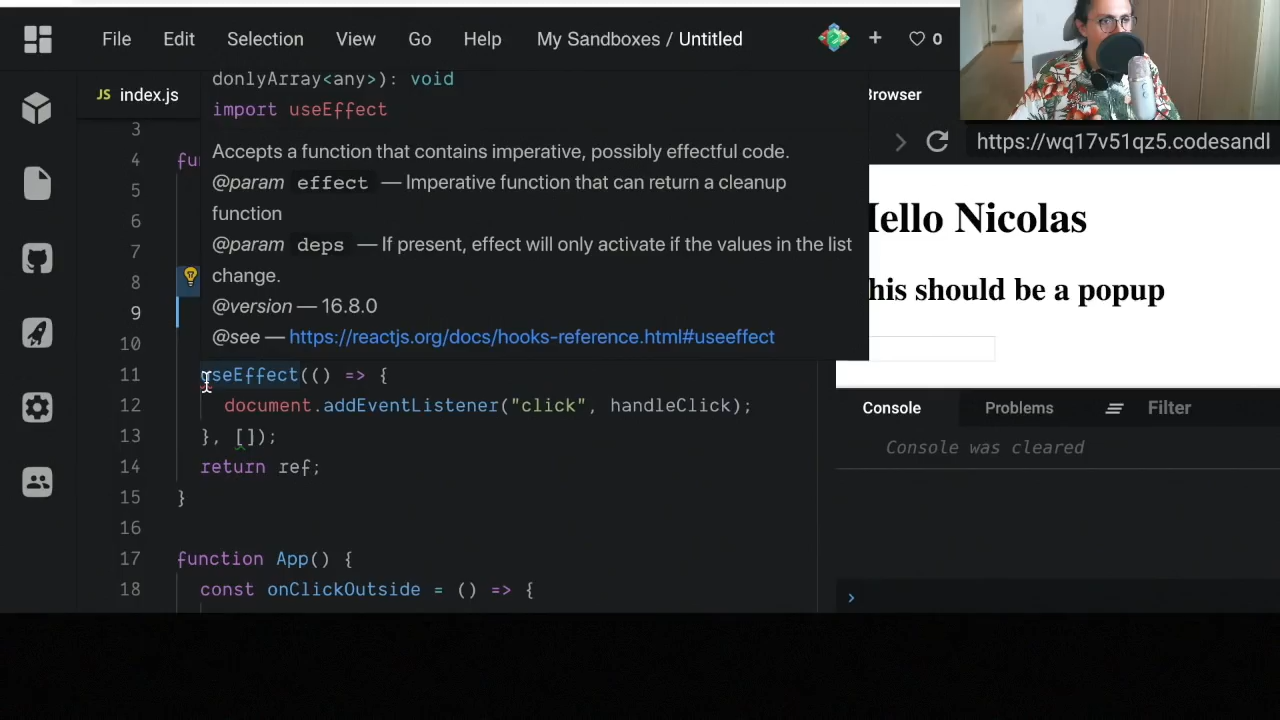 File Edit Selection View Go Help My Sandboxes / Untitled 0
JS index.js
donlyArray<any>): void
import useEffect
Accepts a function that contains imperative, possibly effectful code.
@param effect — Imperative function that can return a cleanup
function
@param deps — If present, effect will only activate if the values in the list
change.
@version — 16.8.0
@see — https://reactjs.org/docs/hooks-reference.html#useeffect
3
4 fu
5
6
7
8
9
10
11 useEffect(() => {
12 document.addEventListener("click", handleClick);
13 }, []);
14 return ref;
15 }
16
17 function App() {
18 const onClickOutside = () => {
Browser
https://wq17v51qz5.codesandl
Hello Nicolas
his should be a popup
Console Problems Filter
Console was cleared